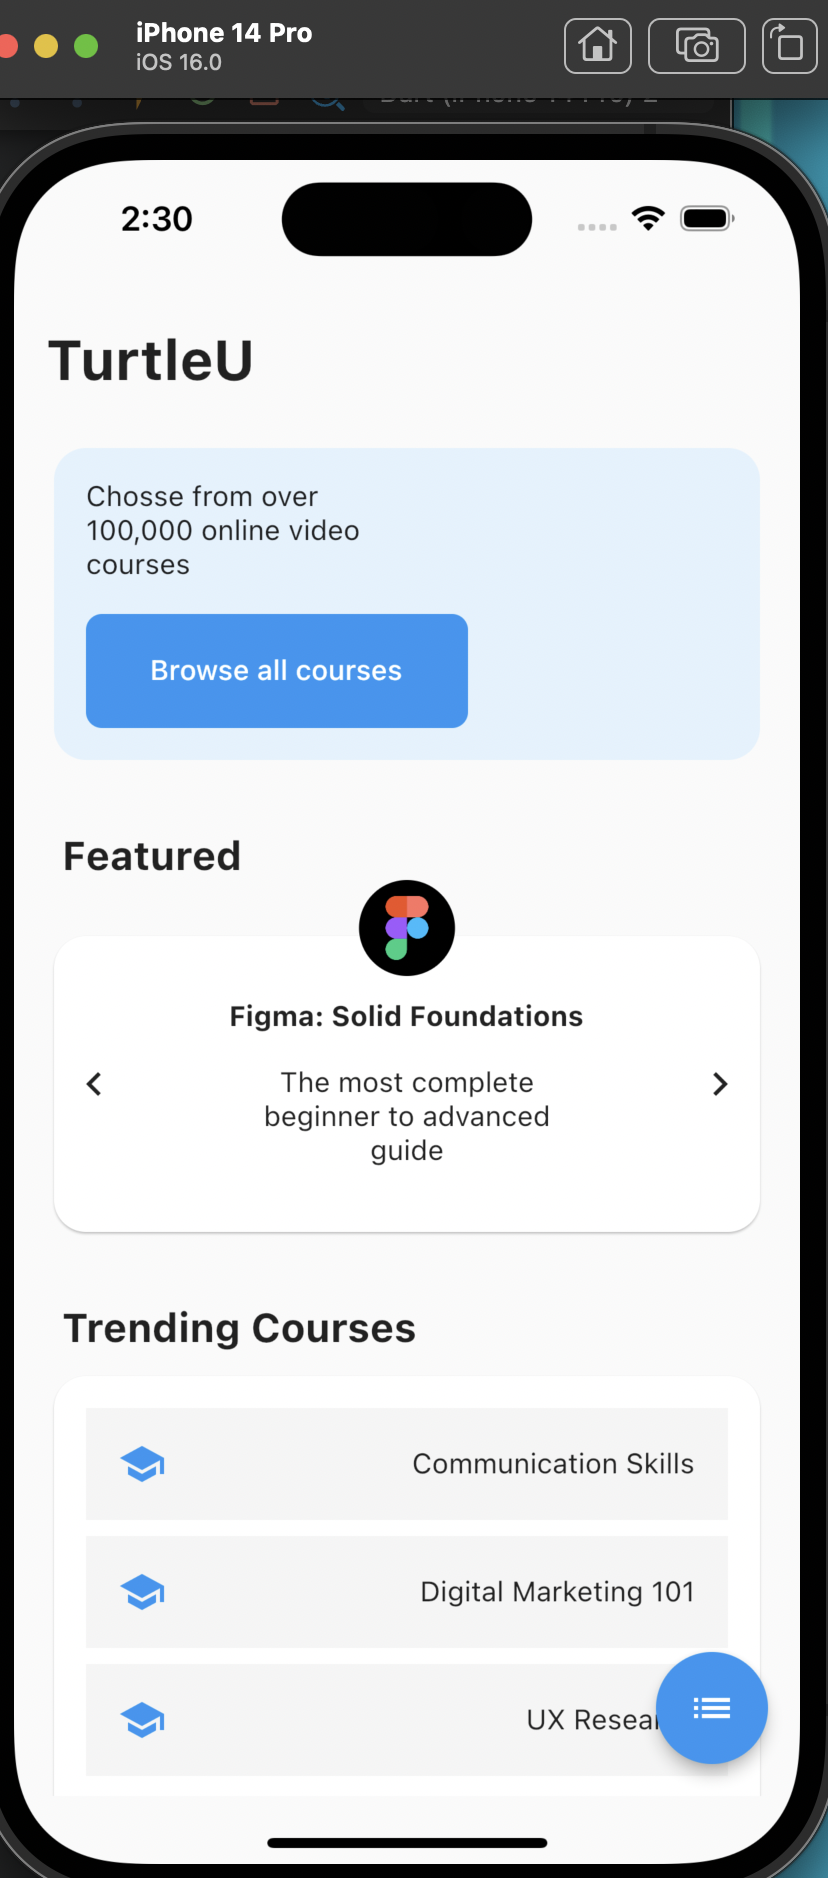 iPhone 14 Pro
iOS 16.0
2:30
TurtleU
Chosse from over
100,000 online video
courses
Browse all courses
Featured
Figma: Solid Foundations
The most complete
beginner to advanced
guide
Trending Courses
Communication Skills
Digital Marketing 101
UX